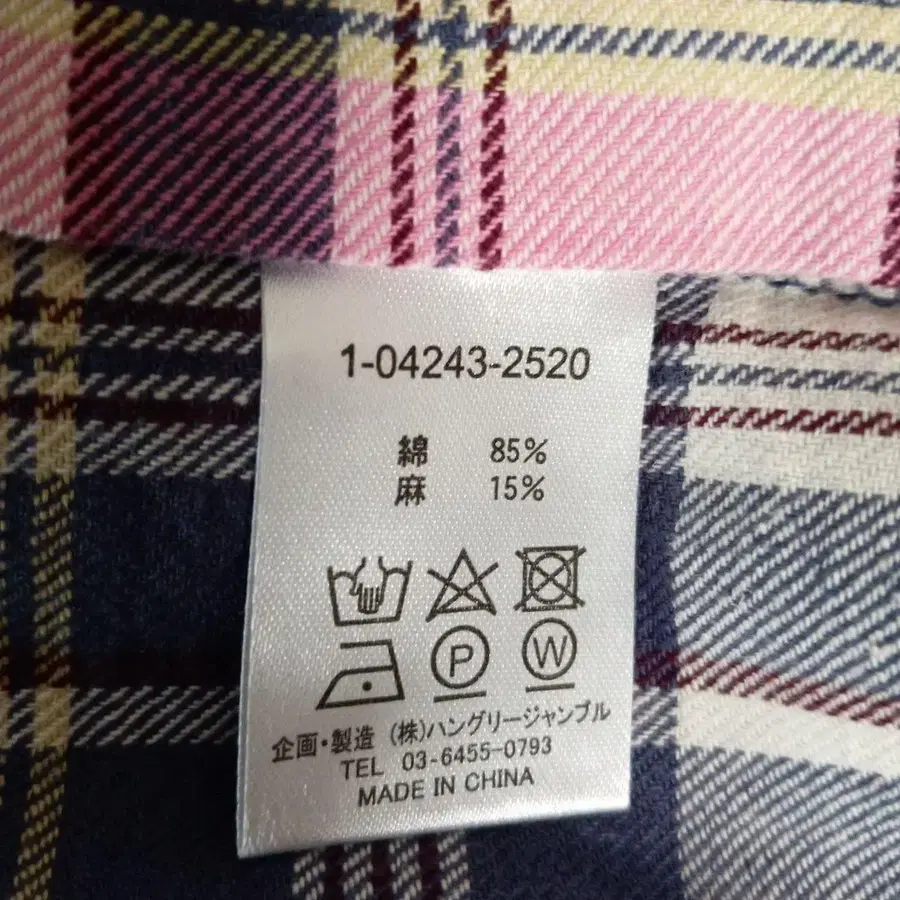 1-04243-2520
綿 85%
麻 15%
P W
企画・製造 (株)ハングリージャンブル
TEL 03-6455-0793
MADE IN CHINA